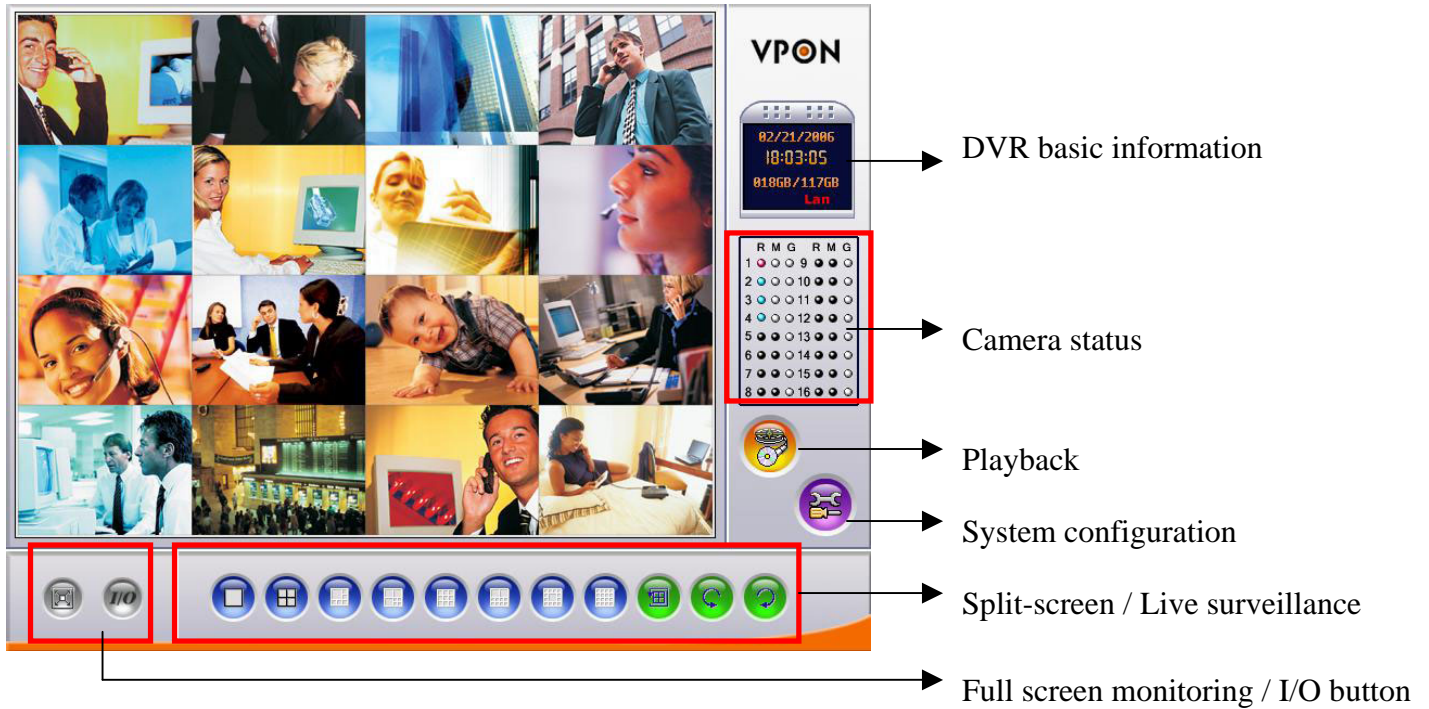 VPON
02/21/2006
18:03:05
018GB/117GB
Lan
DVR basic information
R M G R M G
1 9
2 10
3 11
4 12
5 13
6 14
7 15
8 16
Camera status
Playback
System configuration
I/O
Split-screen / Live surveillance
Full screen monitoring / I/O button